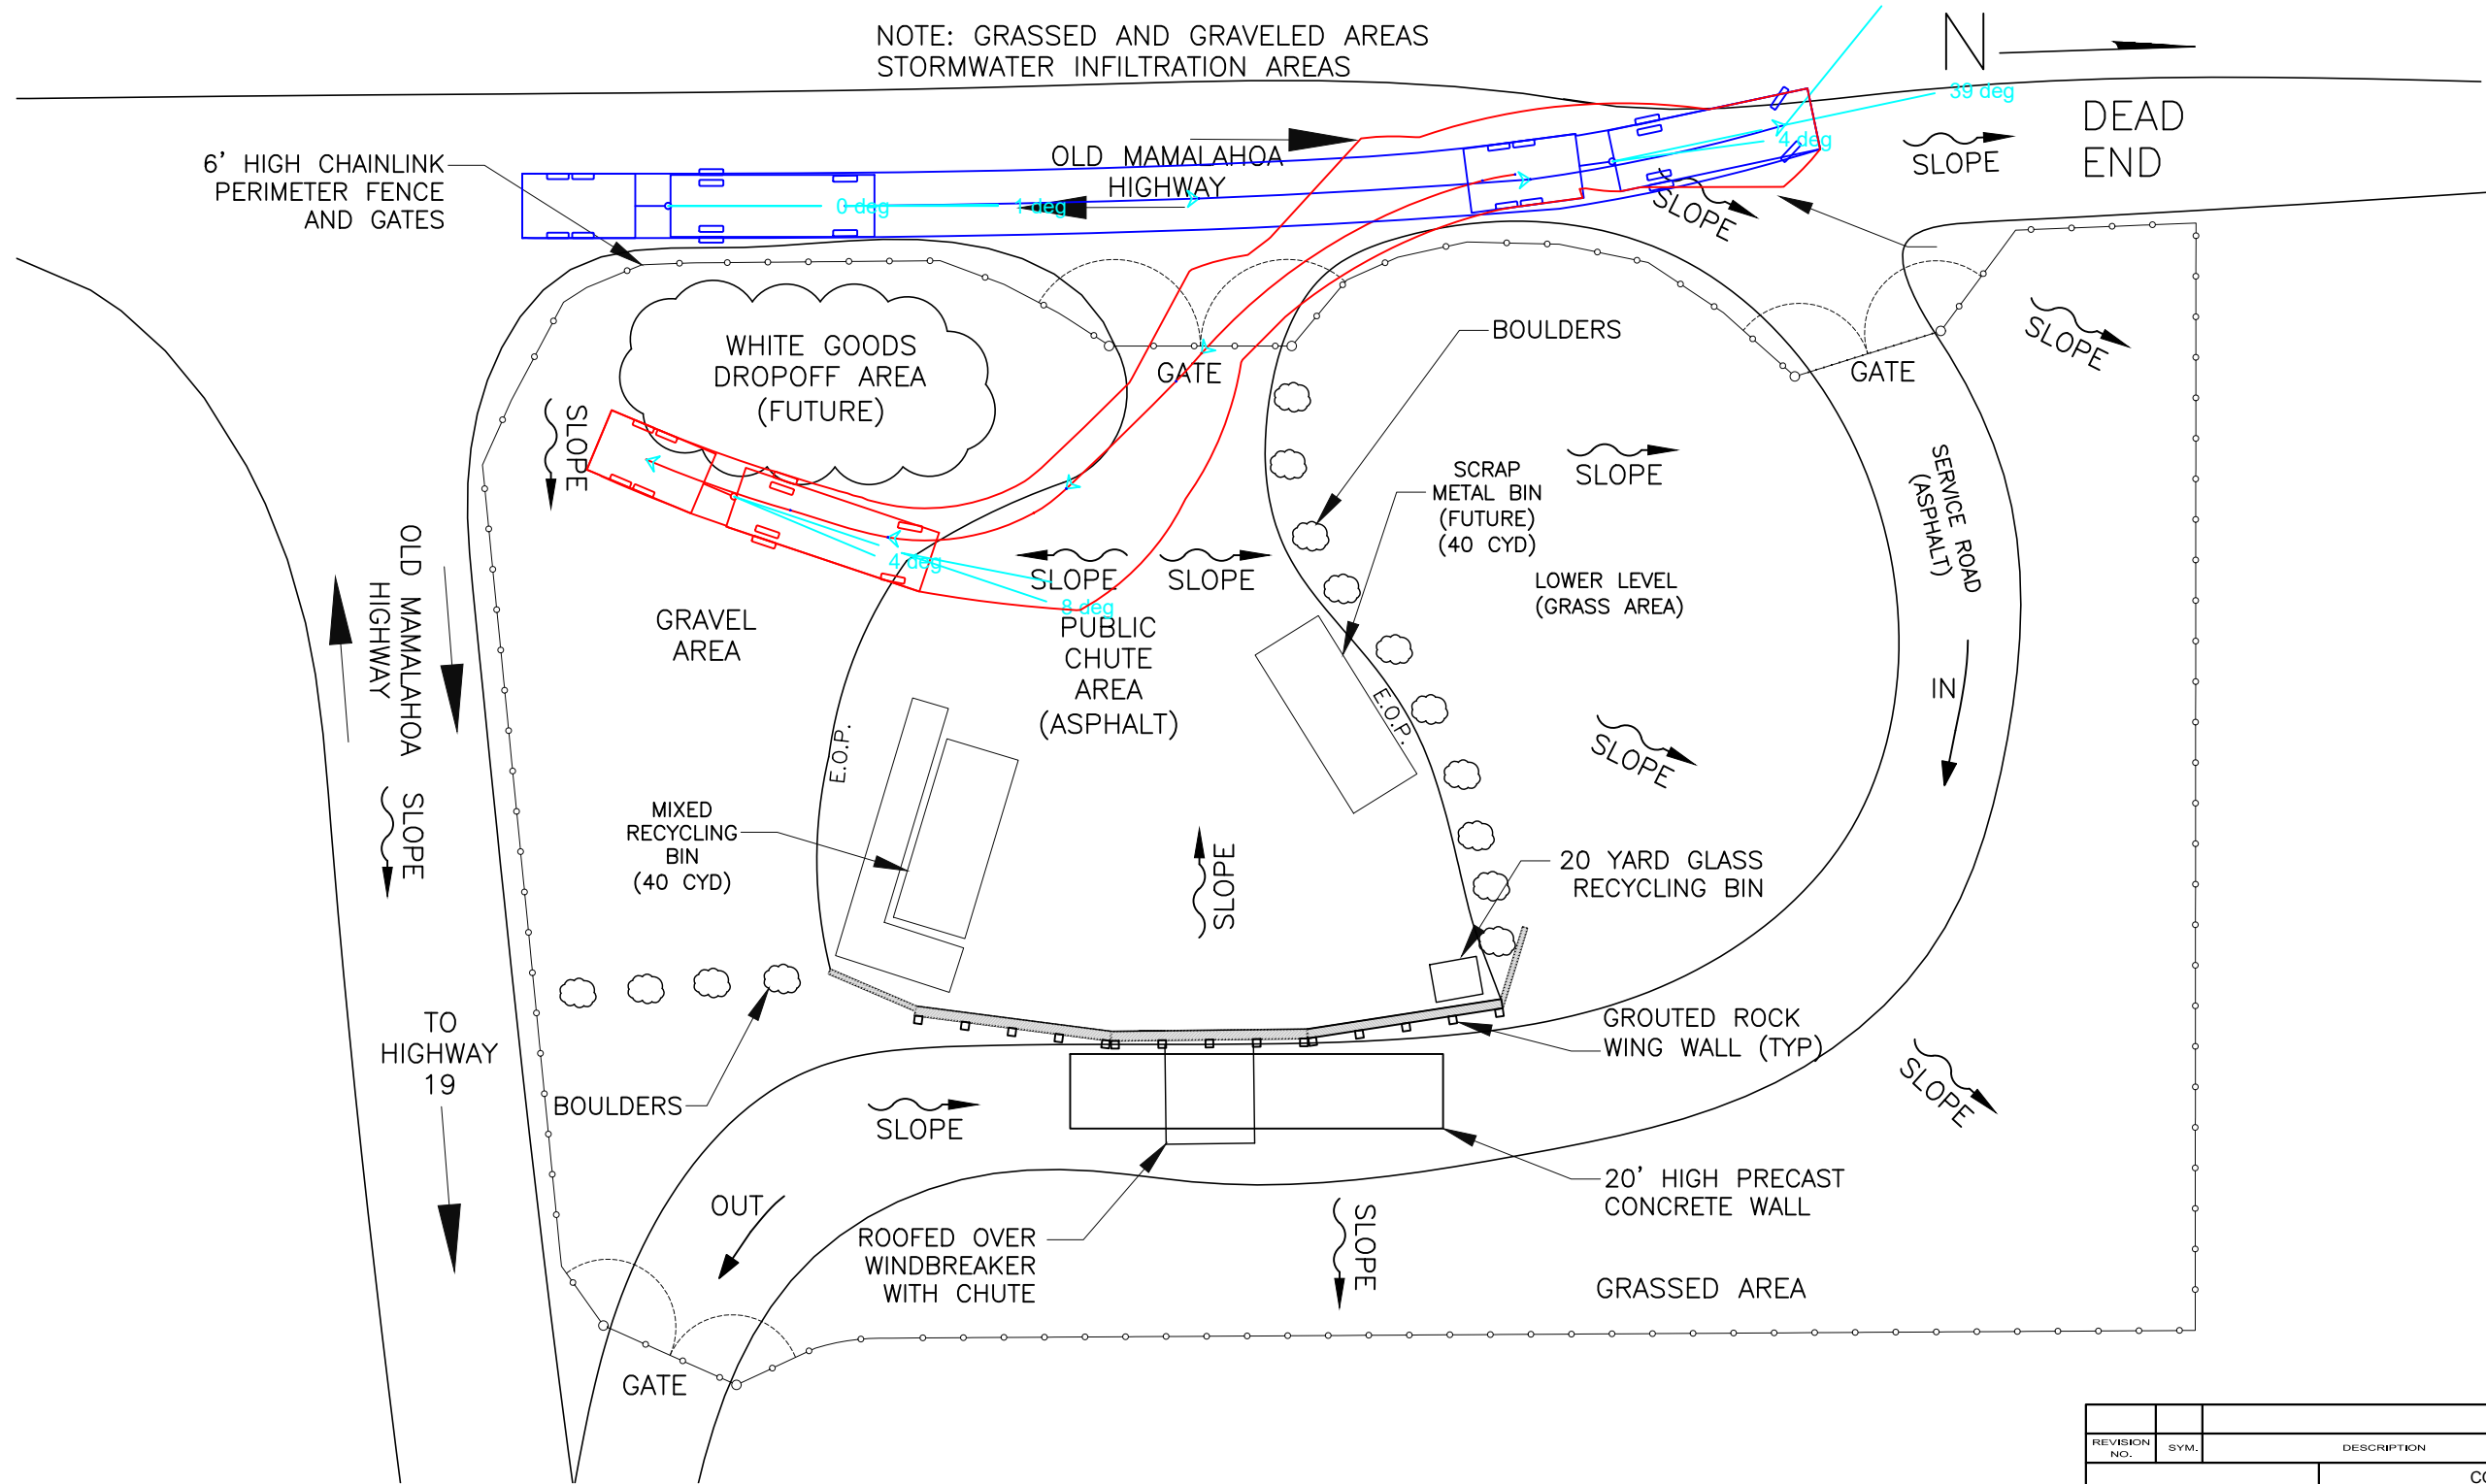 NOTE: GRASSED AND GRAVELED AREAS
STORMWATER INFILTRATION AREAS
N
39 deg
DEAD
END
4 deg
SLOPE
6' HIGH CHAINLINK
PERIMETER FENCE
AND GATES
OLD MAMALAHOA
HIGHWAY
0 deg
1 deg
SLOPE
SLOPE
WHITE GOODS
DROPOFF AREA
(FUTURE)
GATE
BOULDERS
GATE
SLOPE
SLOPE
SCRAP
METAL BIN
(FUTURE)
(40 CYD)
SERVICE ROAD
(ASPHALT)
OLD MAMALAHOA
HIGHWAY
4 deg
SLOPE
SLOPE
LOWER LEVEL
(GRASS AREA)
8 deg
GRAVEL
AREA
PUBLIC
CHUTE
AREA
(ASPHALT)
IN
E.O.P.
E.O.P.
SLOPE
SLOPE
MIXED
RECYCLING
BIN
(40 CYD)
SLOPE
20 YARD GLASS
RECYCLING BIN
TO
HIGHWAY
19
GROUTED ROCK
WING WALL (TYP)
BOULDERS
SLOPE
SLOPE
OUT
20' HIGH PRECAST
CONCRETE WALL
ROOFED OVER
WINDBREAKER
WITH CHUTE
SLOPE
GRASSED AREA
GATE
REVISION
NO.
SYM.
DESCRIPTION
CO